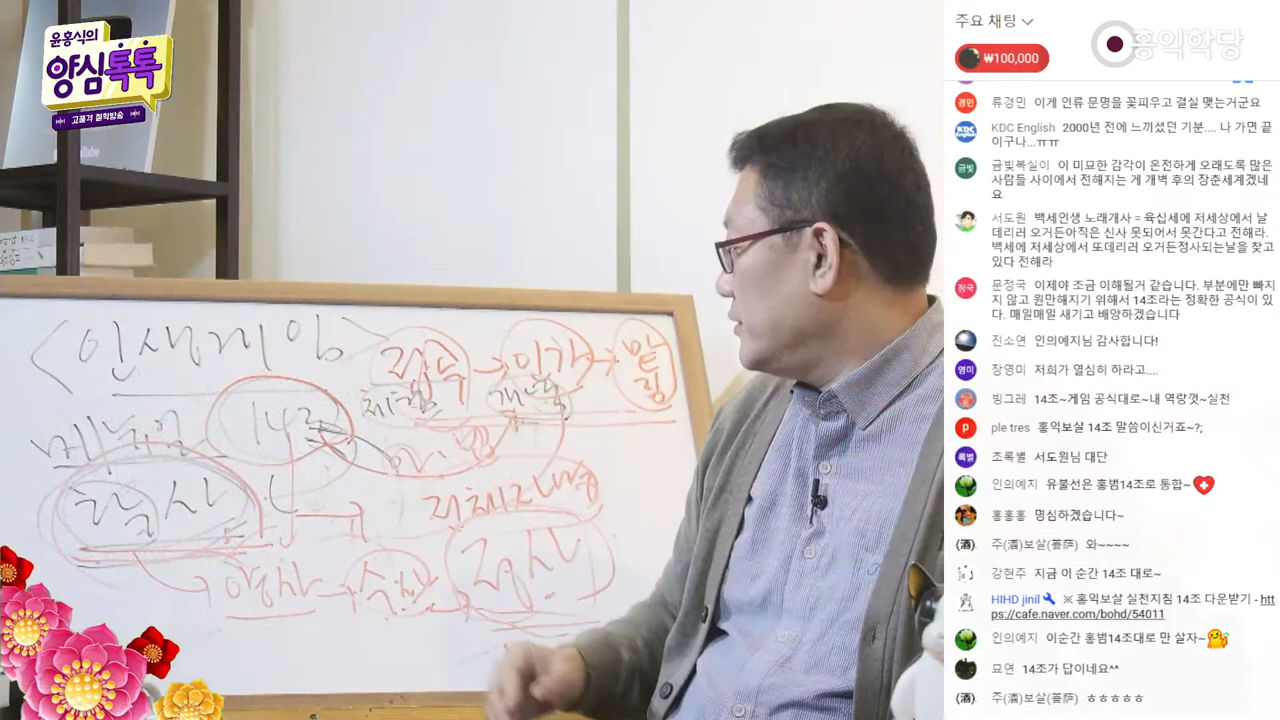 윤홍식의
양심톡톡
고품격 철학방송
<인생게임>
접속 → 인가 → 맡김
체험 개념
14조
전체
정산
주요 채팅
₩100,000
홍익학당
류경민 이게 인류 문명을 꽃피우고 결실 맺는거군요
KDC English 2000년 전에 느끼셨던 기분.... 나 가면 끝
이구나...ㅠㅠ
금빛복실이 이 미묘한 감각이 온전하게 오래도록 많은
사람들 사이에서 전해지는 게 개벽 후의 장춘세계겠네
요
서도원 백세인생 노래개사 = 육십세에 저세상에서 날
데리러 오거든아직은 신사 못되어서 못간다고 전해라.
백세에 저세상에서 또데리러 오거든정사되는날을 찾고
있다 전해라
문정국 이제야 조금 이해될거 같습니다. 부분에만 빠지
지 않고 원만해지기 위해서 14조라는 정확한 공식이 있
다. 매일매일 새기고 배양하겠습니다
진소연 인의예지님 감사합니다!
장영미 저희가 열심히 하라고....
빙그레 14조~게임 공식대로~내 역량껏~실천
ple tres 홍익보살 14조 말씀이신거죠~?;
초록별 서도원님 대단
인의예지 유불선은 홍범14조로 통합~
홍홍홍 명심하겠습니다~
주(酒)보살(菩萨) 와~~~~
강현주 지금 이 순간 14조 대로~
HIHD jinil ※ 홍익보살 실천지침 14조 다운받기 - htt
ps://cafe.naver.com/bohd/54011
인의예지 이순간 홍범14조대로 만 살자~
묘연 14조가 답이네요^^
주(酒)보살(菩萨) ㅎㅎㅎㅎㅎ